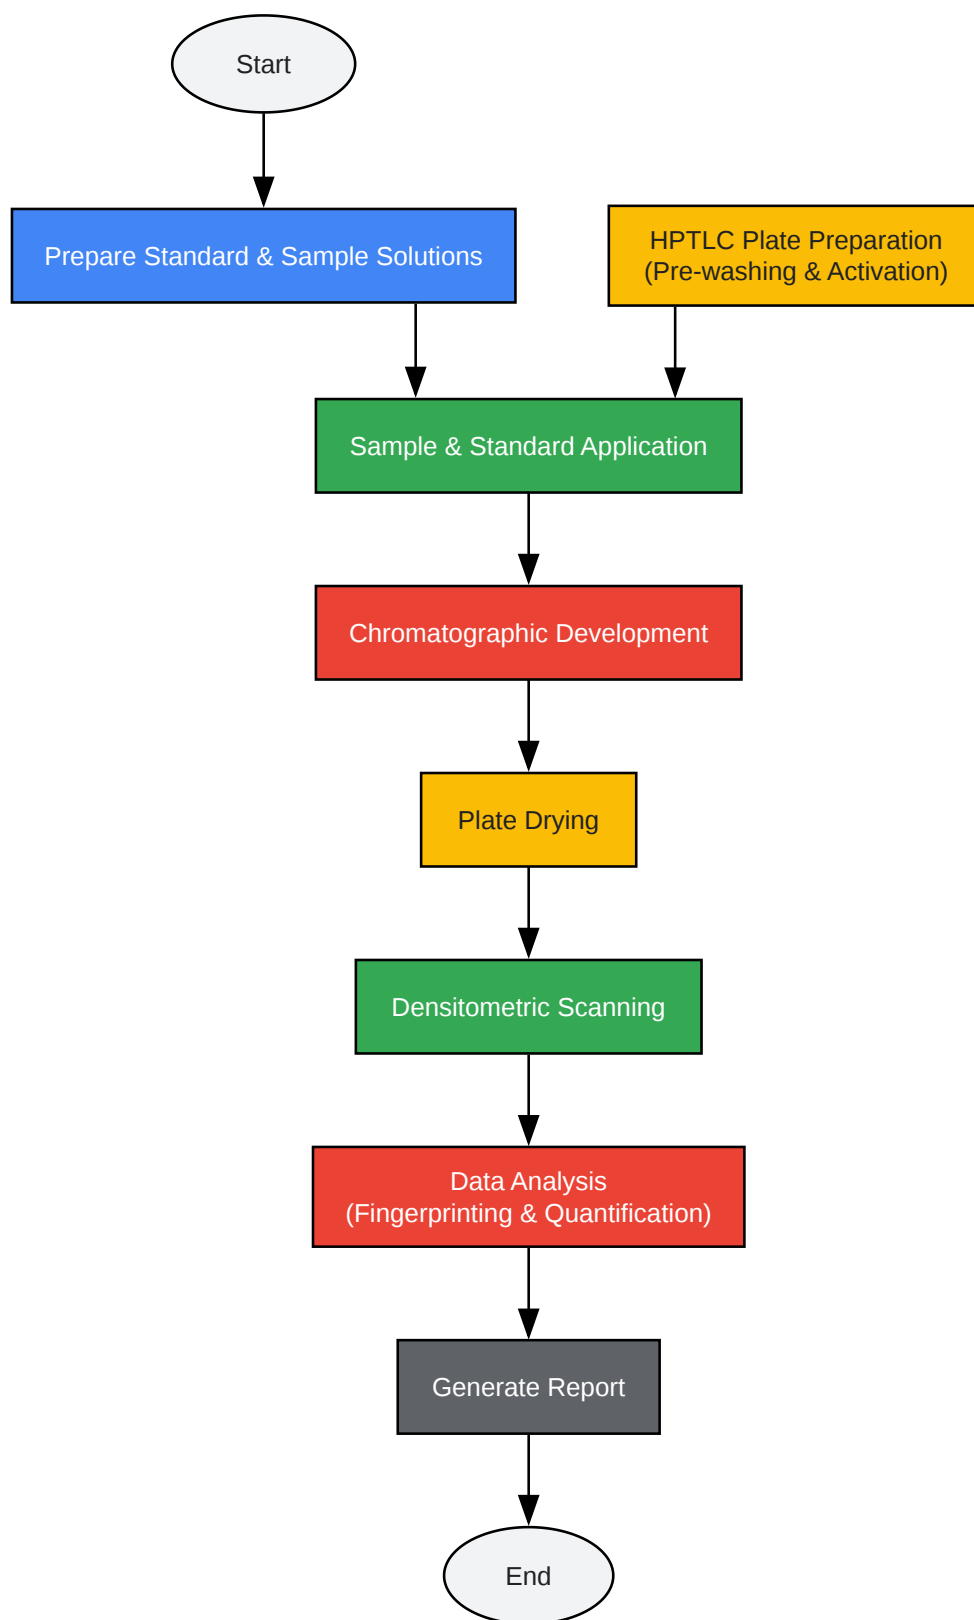 Start
Prepare Standard & Sample Solutions
HPTLC Plate Preparation
(Pre-washing & Activation)
Sample & Standard Application
Chromatographic Development
Plate Drying
Densitometric Scanning
Data Analysis
(Fingerprinting & Quantification)
Generate Report
End